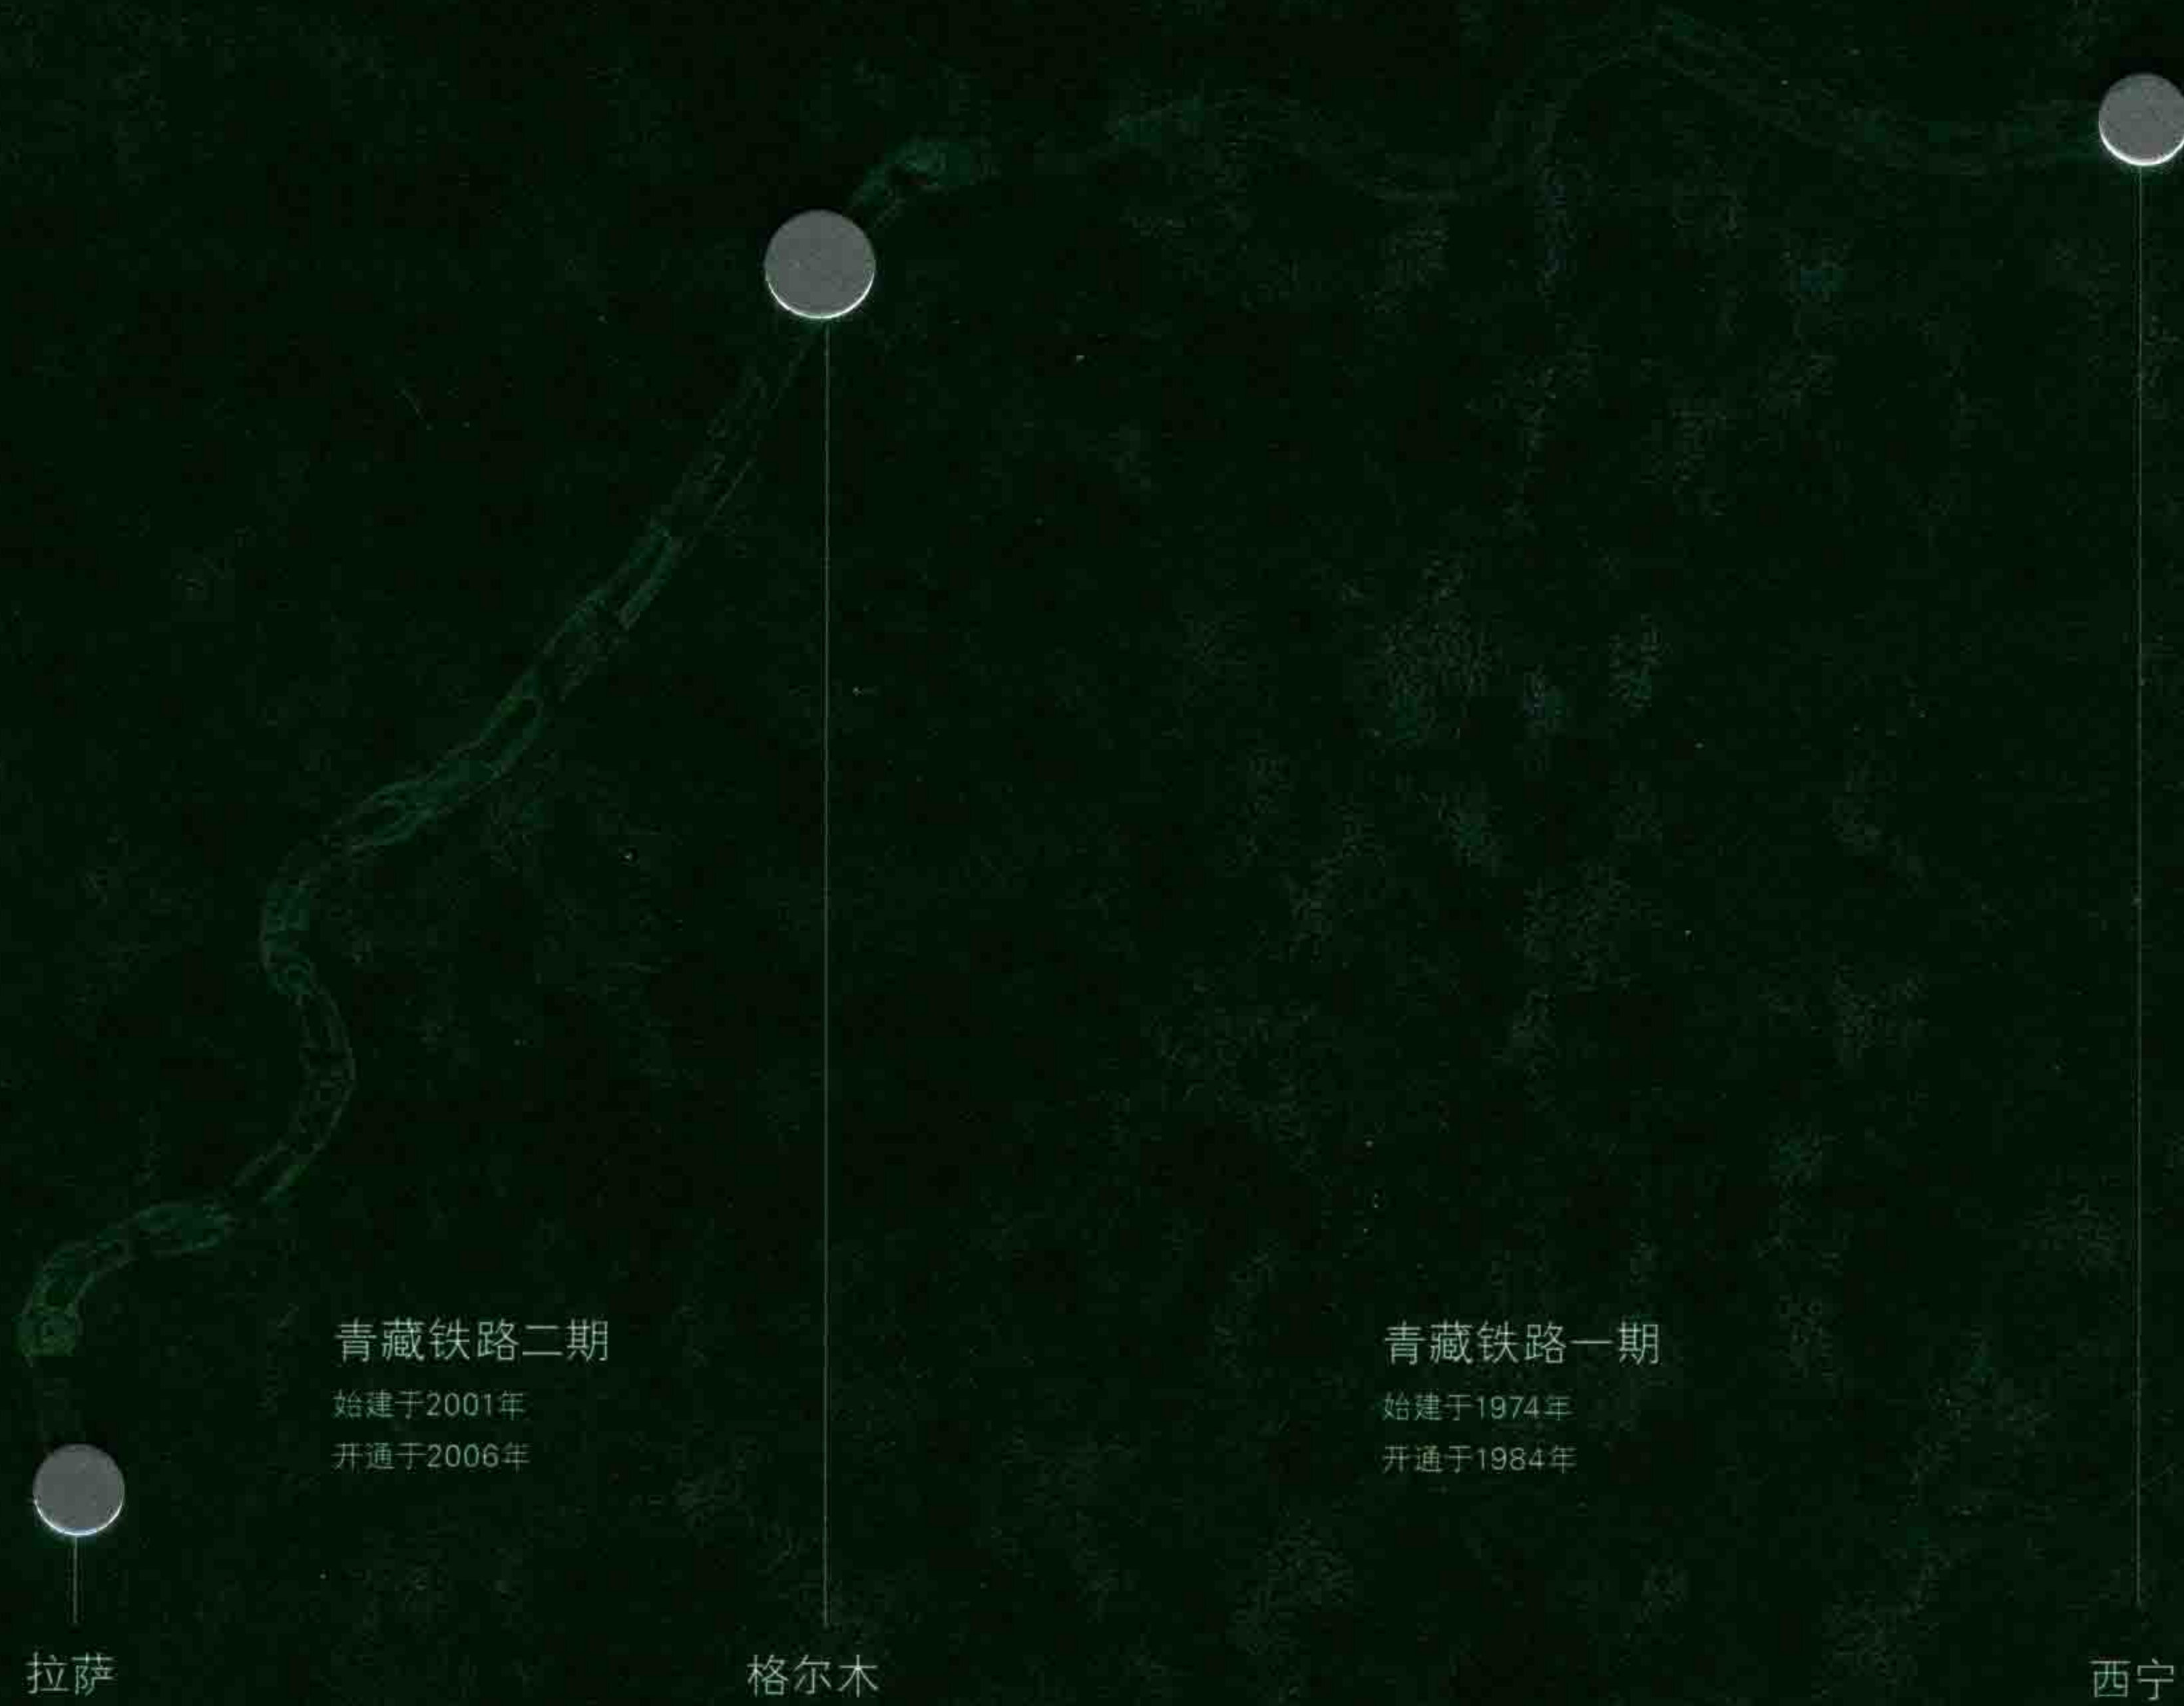 青藏铁路二期
始建于2001年
开通于2006年
青藏铁路一期
始建于1974年
开通于1984年
拉萨
格尔木
西宁